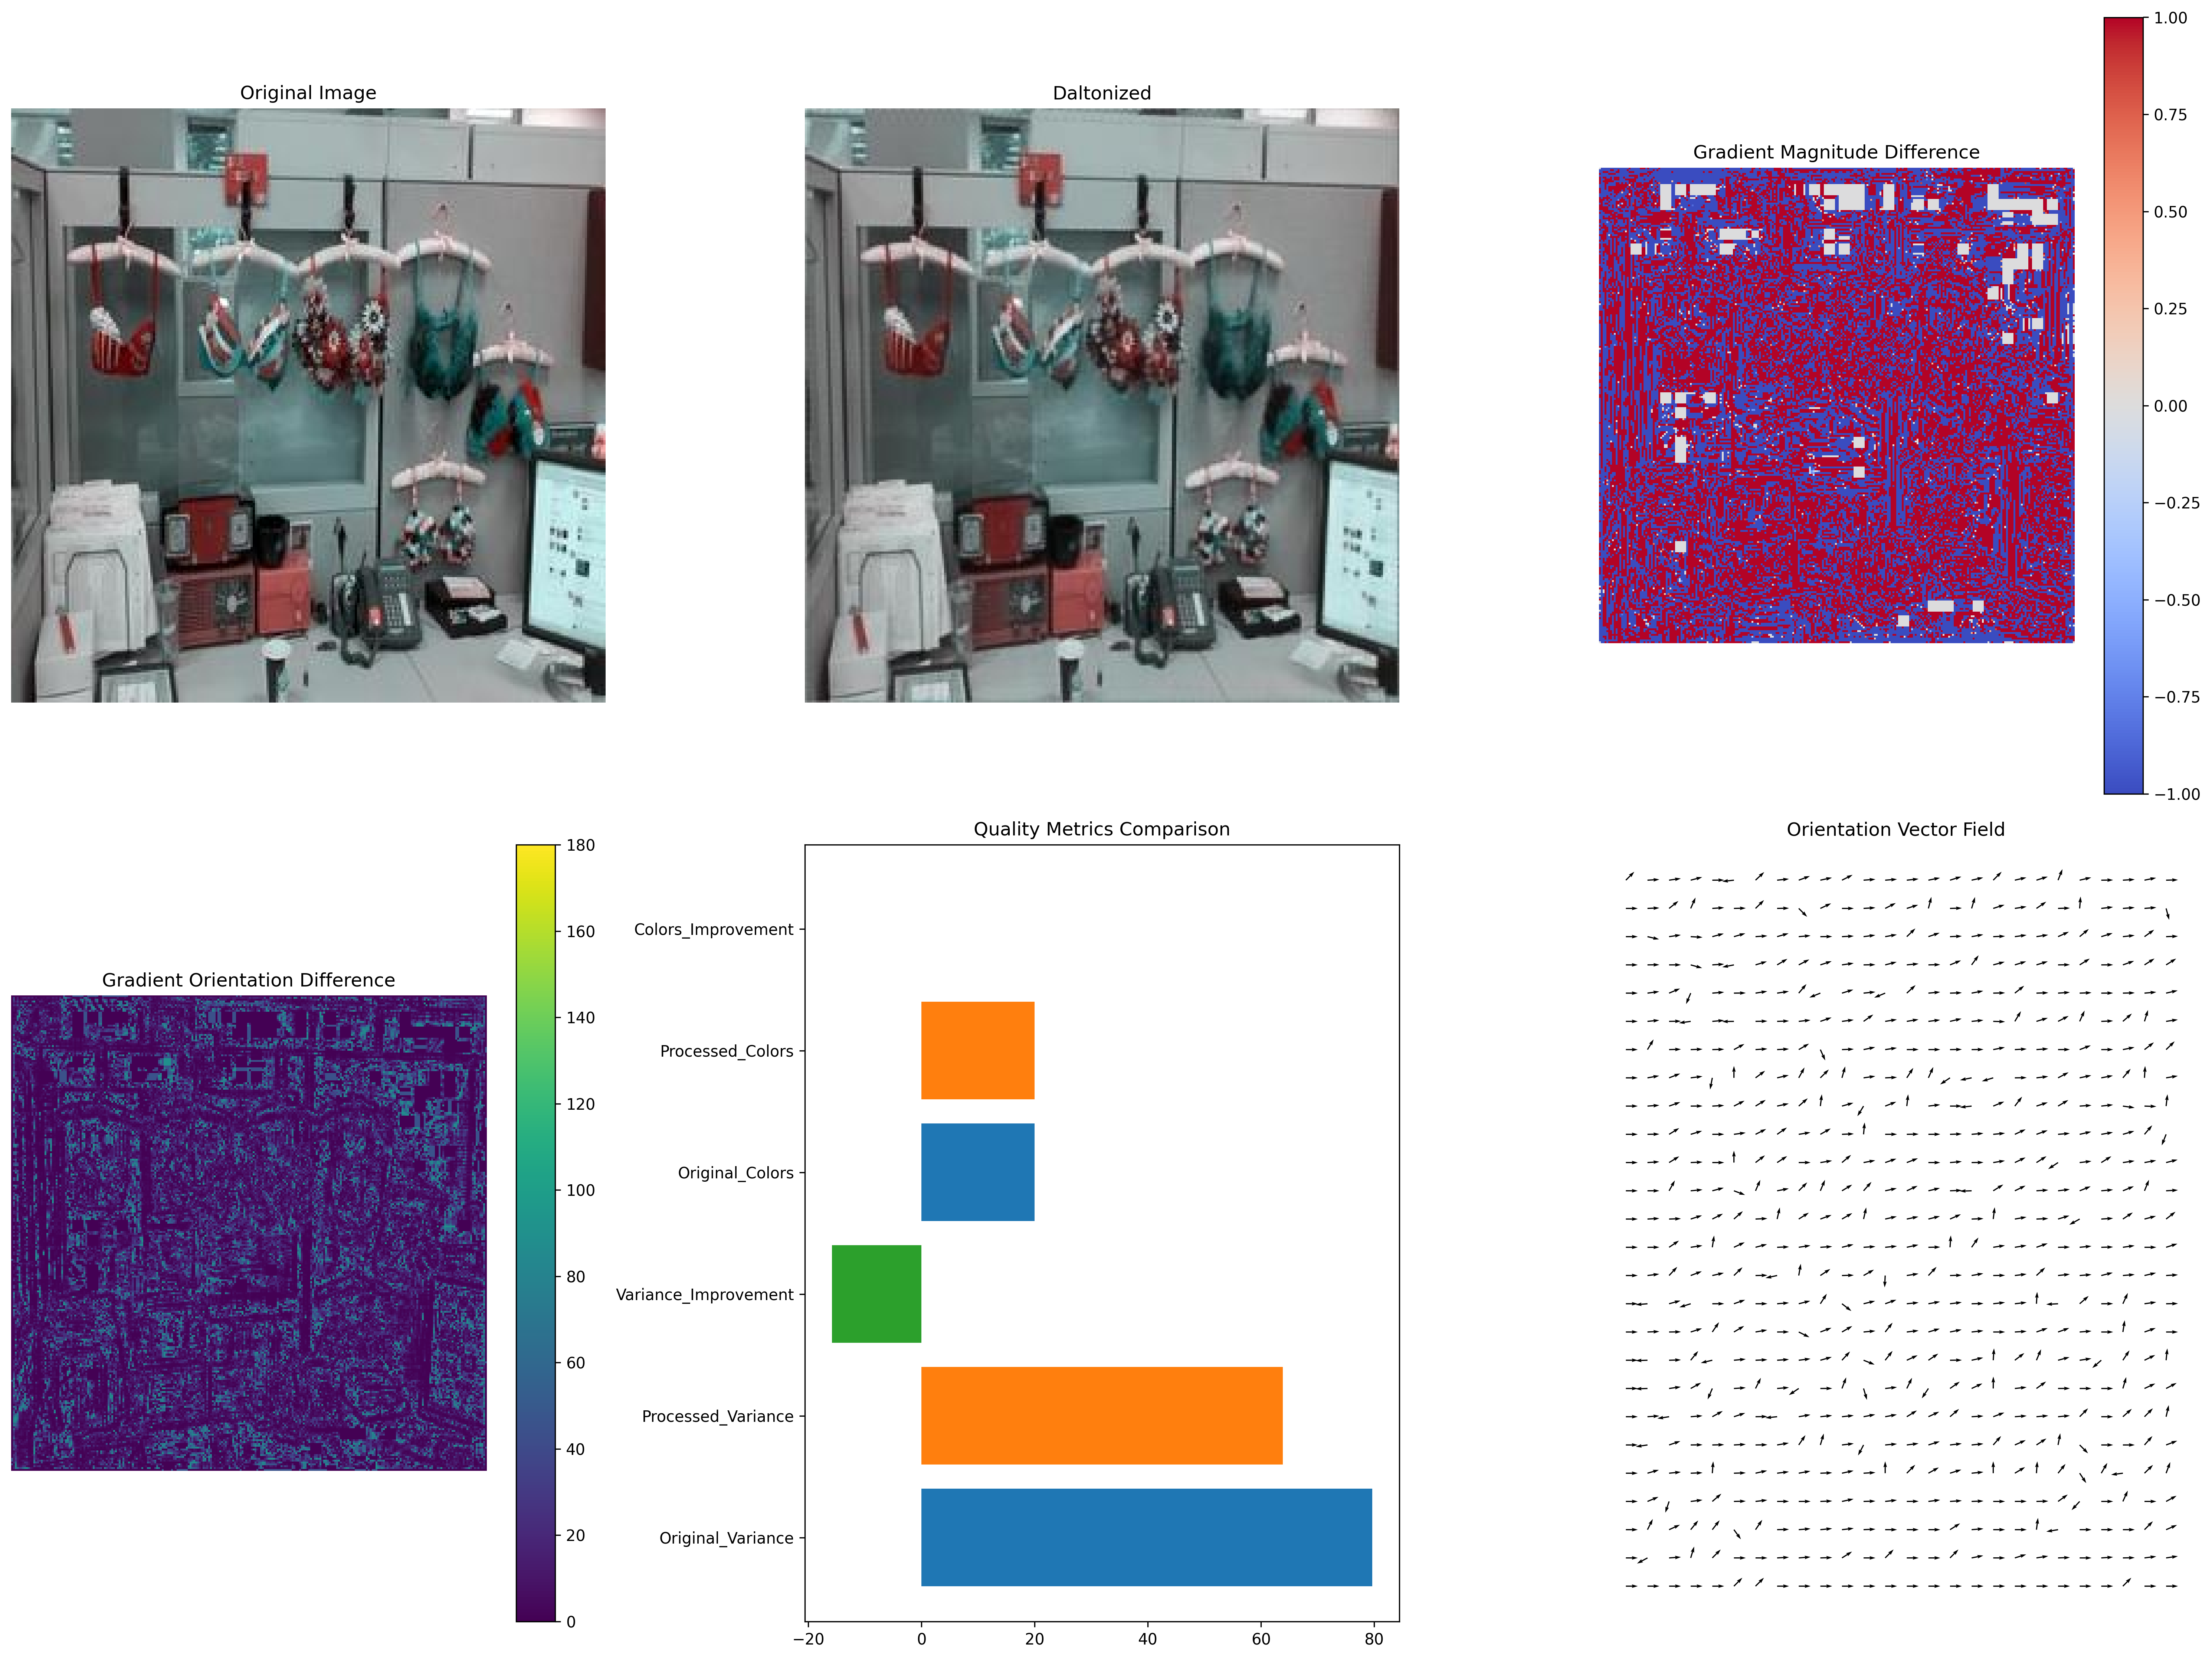 Original Image
Daltonized
Gradient Magnitude Difference
1.00
0.75
0.50
0.25
0.00
−0.25
−0.50
−0.75
−1.00
Gradient Orientation Difference
180
160
140
120
100
80
60
40
20
0
Quality Metrics Comparison
Colors_Improvement
Processed_Colors
Original_Colors
Variance_Improvement
Processed_Variance
Original_Variance
−20
0
20
40
60
80
Orientation Vector Field